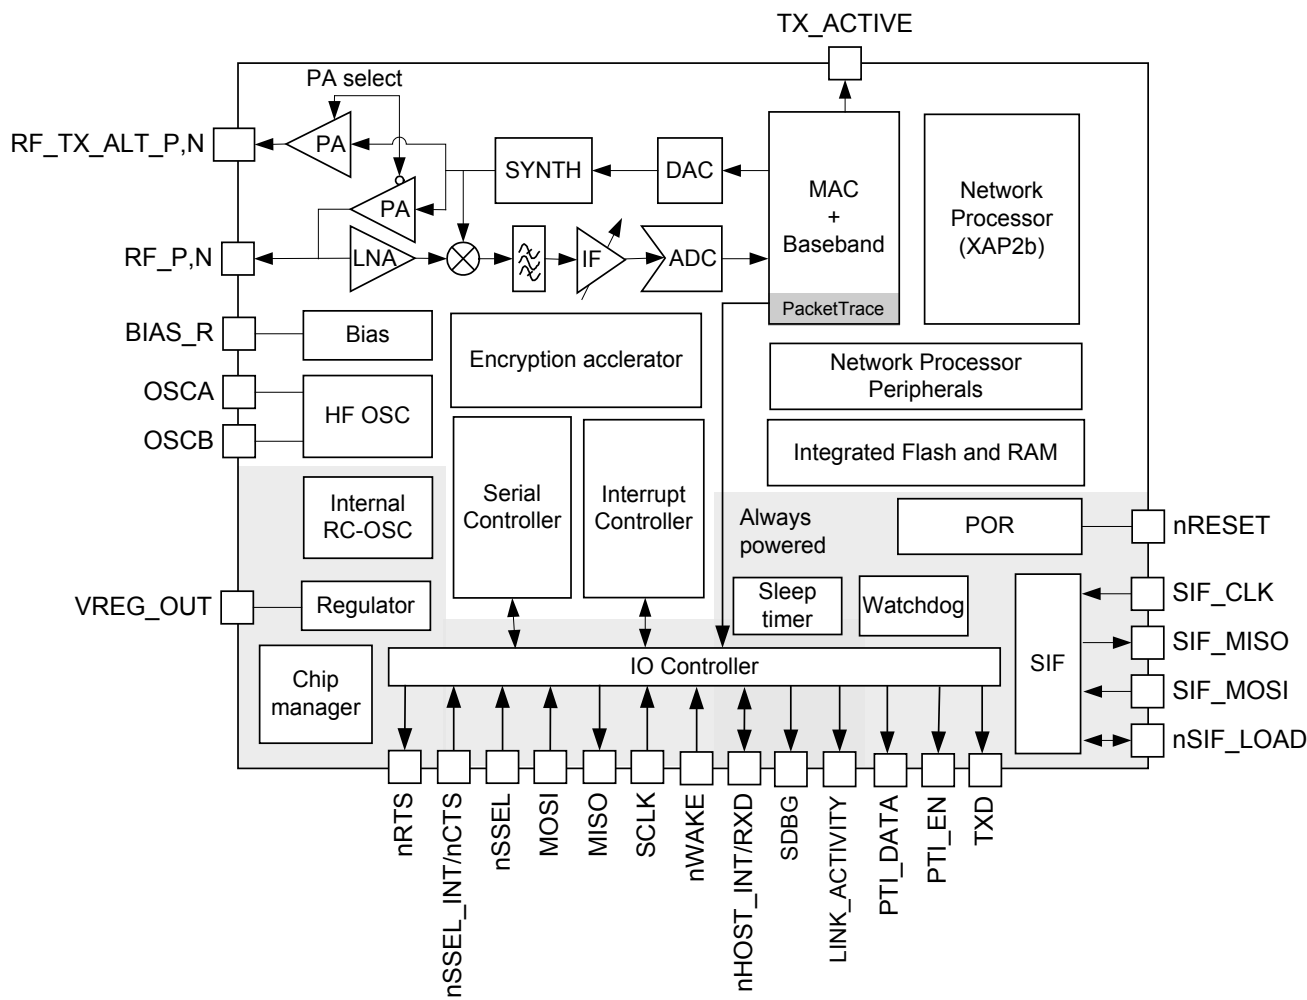 TX_ACTIVE
PA select
RF_TX_ALT_P,N
PA
SYNTH
DAC
MAC
+
Baseband
Network
Processor
(XAP2b)
PA
RF_P,N
LNA
IF
ADC
PacketTrace
BIAS_R
Bias
Encryption acclerator
Network Processor
Peripherals
OSCA
HF OSC
OSCB
Integrated Flash and RAM
Internal
RC-OSC
Serial
Controller
Interrupt
Controller
Always
powered
POR
nRESET
VREG_OUT
Regulator
Sleep
timer
Watchdog
SIF_CLK
SIF_MISO
SIF
SIF_MOSI
nSIF_LOAD
IO Controller
Chip
manager
nRTS
nSSEL_INT/nCTS
nSSEL
MOSI
MISO
SCLK
nWAKE
nHOST_INT/RXD
SDBG
LINK_ACTIVITY
PTI_DATA
PTI_EN
TXD